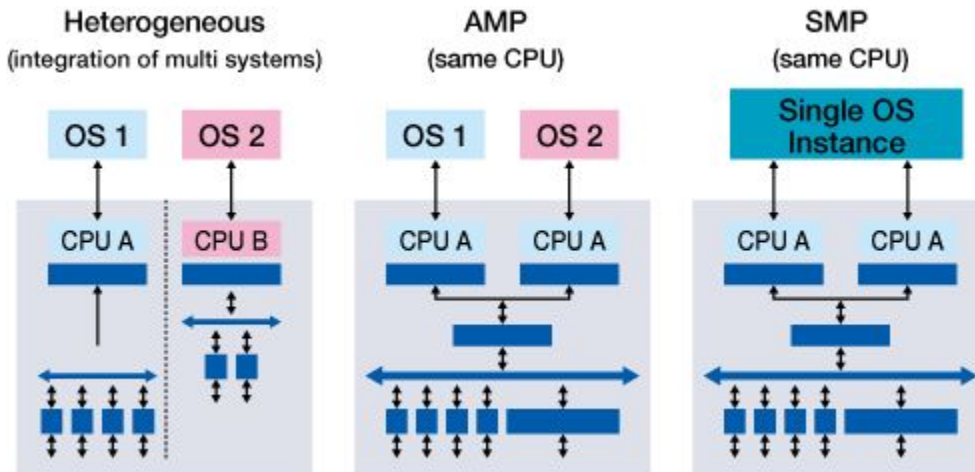 Heterogeneous
(integration of multi systems)
OS 1
OS 2
CPU A
CPU B
AMP
(same CPU)
OS 1
OS 2
CPU A
CPU A
SMP
(same CPU)
Single OS
Instance
CPU A
CPU A